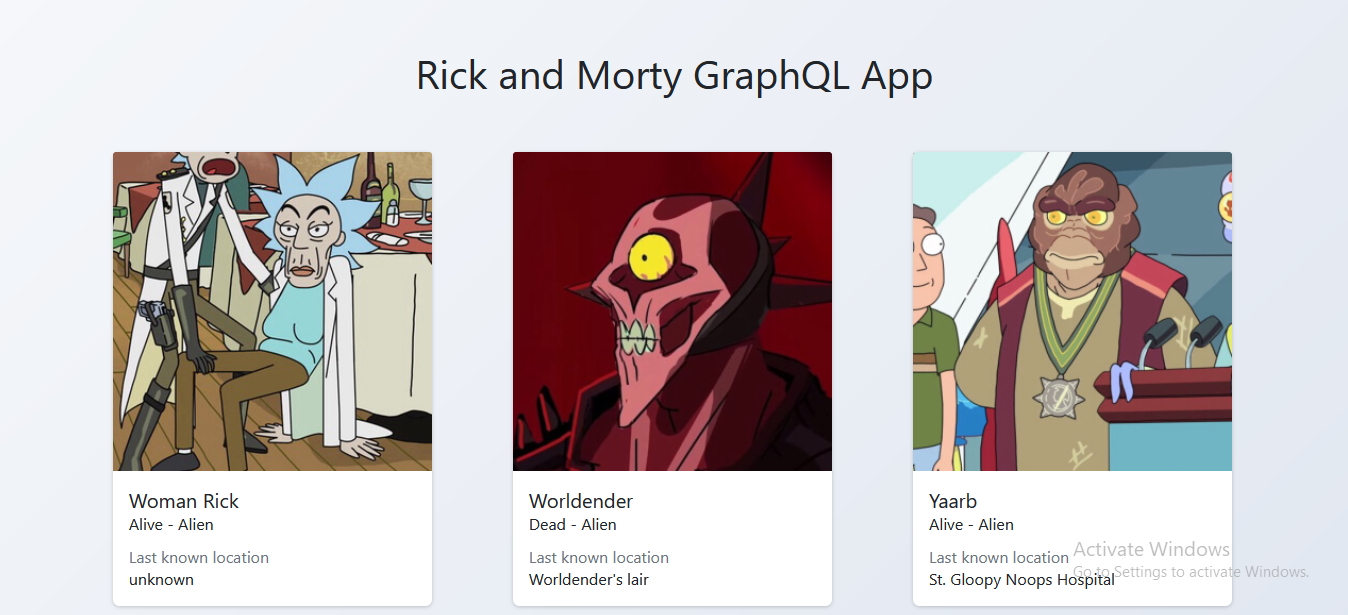 Rick and Morty GraphQL App
Woman Rick
Alive - Alien
Last known location
unknown
Worldender
Dead - Alien
Last known location
Worldender's lair
Yaarb
Alive - Alien
Last known location
St. Gloopy Noops Hospital
Activate Windows
Go to Settings to activate Windows.